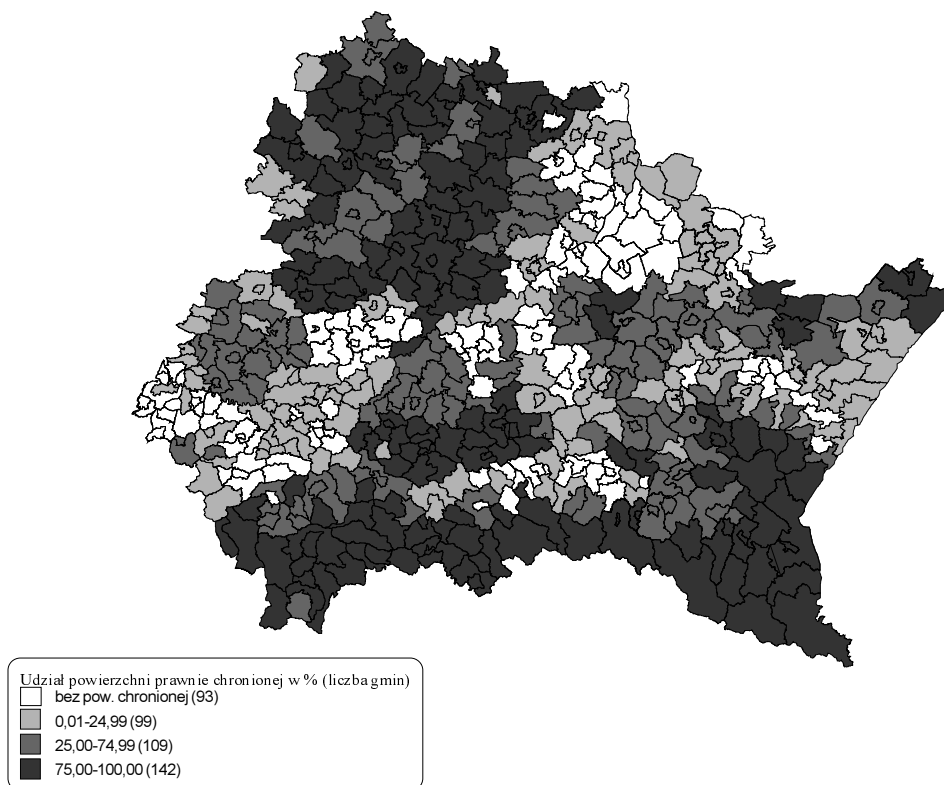 Udział powierzchni prawnie chronionej w % (liczba gmin)
bez pow. chronionej (93)
0,01-24,99 (99)
25,00-74,99 (109)
75,00-100,00 (142)